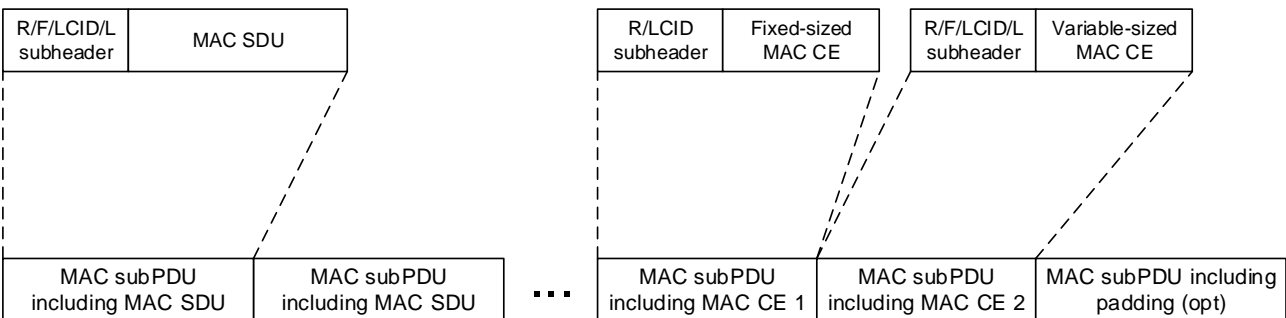 R/F/LCID/L
subheader
MAC SDU
R/LCID
subheader
Fixed-sized
MAC CE
R/F/LCID/L
subheader
Variable-sized
MAC CE
MAC subPDU
including MAC SDU
MAC subPDU
including MAC SDU
...
MAC subPDU
including MAC CE 1
MAC subPDU
including MAC CE 2
MAC subPDU including
padding (opt)